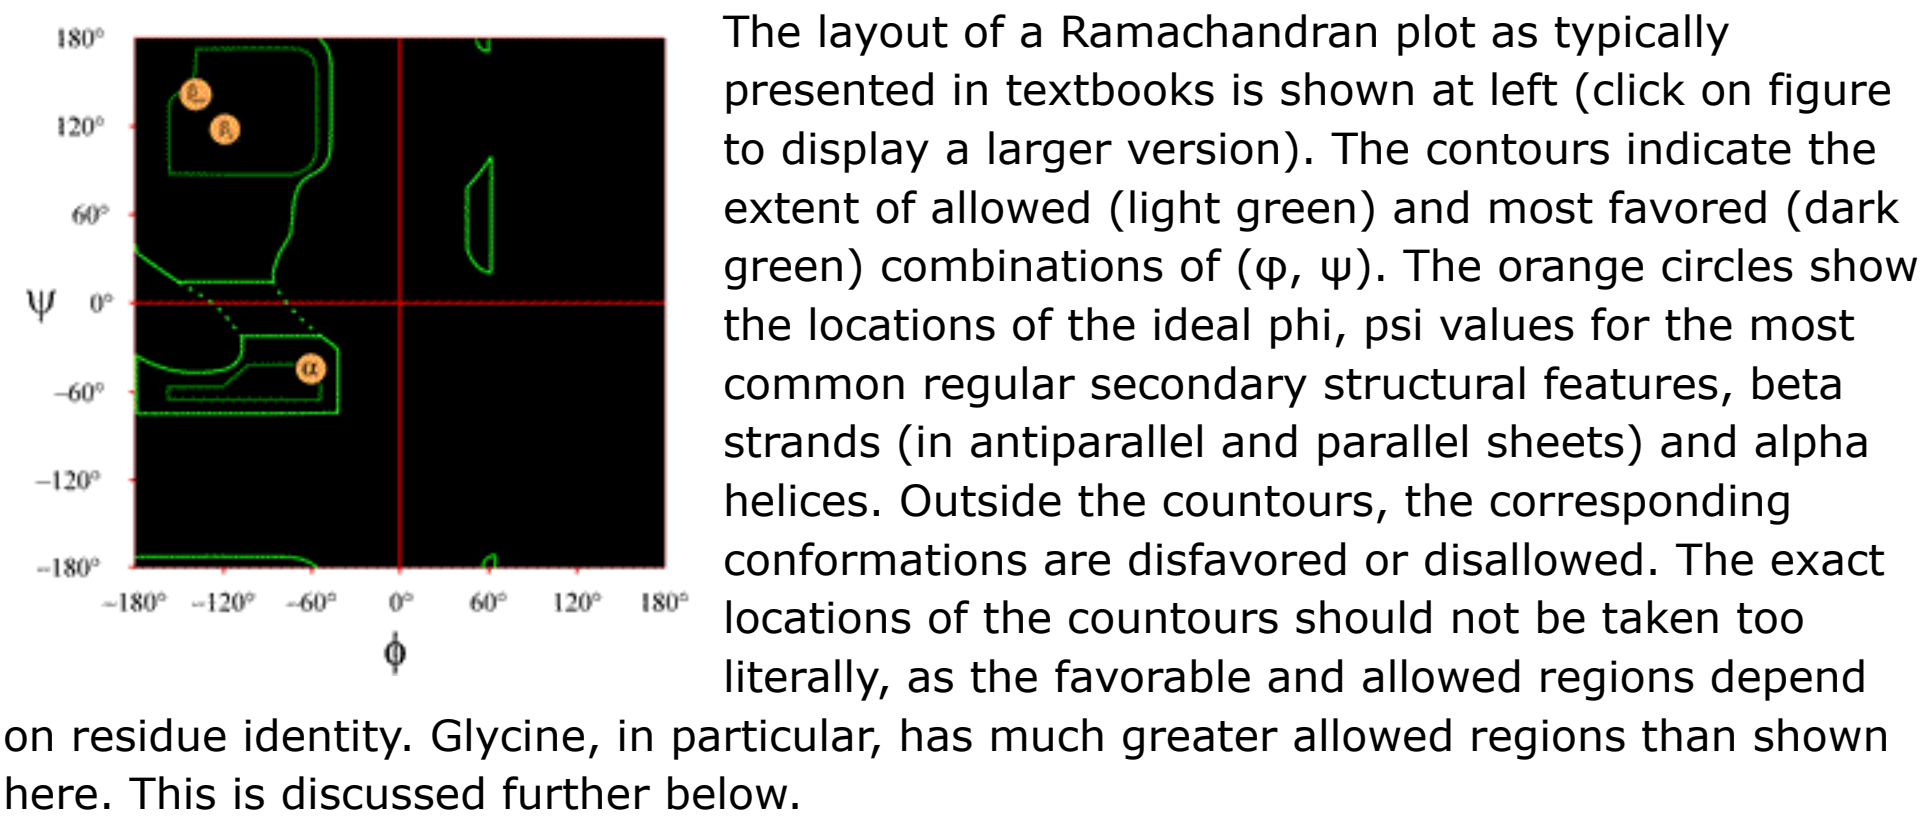 180°
120°
60°
ψ 0°
–60°
α
–120°
–180°
–180° –120° –60° 0° 60° 120° 180°
ϕ
The layout of a Ramachandran plot as typically
presented in textbooks is shown at left (click on figure
to display a larger version). The contours indicate the
extent of allowed (light green) and most favored (dark
green) combinations of (φ, ψ). The orange circles show
the locations of the ideal phi, psi values for the most
common regular secondary structural features, beta
strands (in antiparallel and parallel sheets) and alpha
helices. Outside the countours, the corresponding
conformations are disfavored or disallowed. The exact
locations of the countours should not be taken too
literally, as the favorable and allowed regions depend
on residue identity. Glycine, in particular, has much greater allowed regions than shown
here. This is discussed further below.